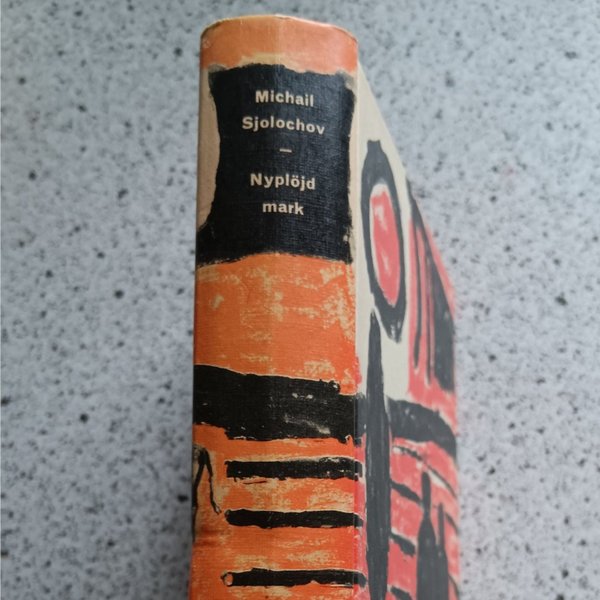 Michail
Sjolochov
–
Nyplöjd
mark